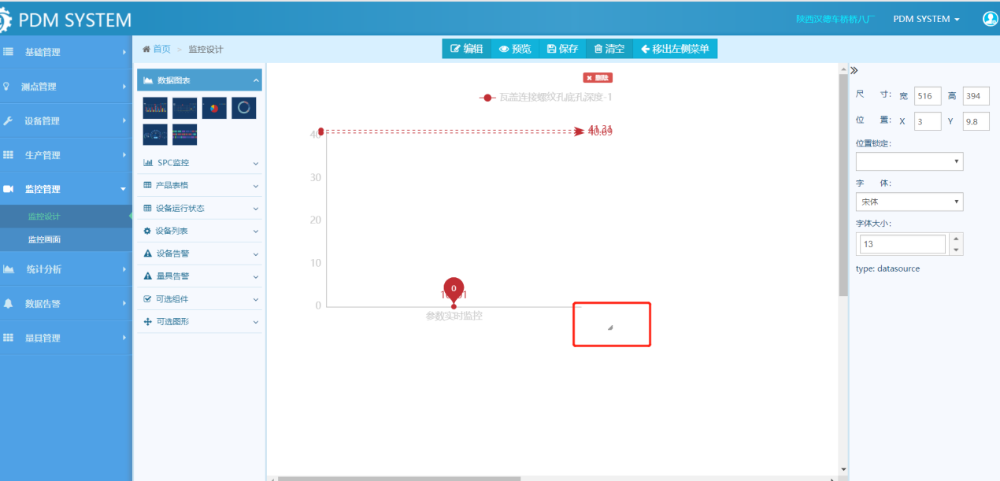 PDM SYSTEM
陕西汉德车桥桥八厂
PDM SYSTEM
基础管理
测点管理
设备管理
生产管理
监控管理
监控设计
监控画面
统计分析
数据告警
量具管理
首页 > 监控设计
编辑
预览
保存
清空
移出左侧菜单
数据图表
SPC监控
产品表格
设备运行状态
设备列表
设备告警
量具告警
可选组件
可选图形
删除
瓦盖连接螺纹孔底孔深度-1
41.31
40.69
40
30
20
10
0
0
参数实时监控
尺 寸: 宽 516 高 394
位 置: X 3 Y 9.8
位置锁定:
字 体:
宋体
字体大小:
13
type: datasource